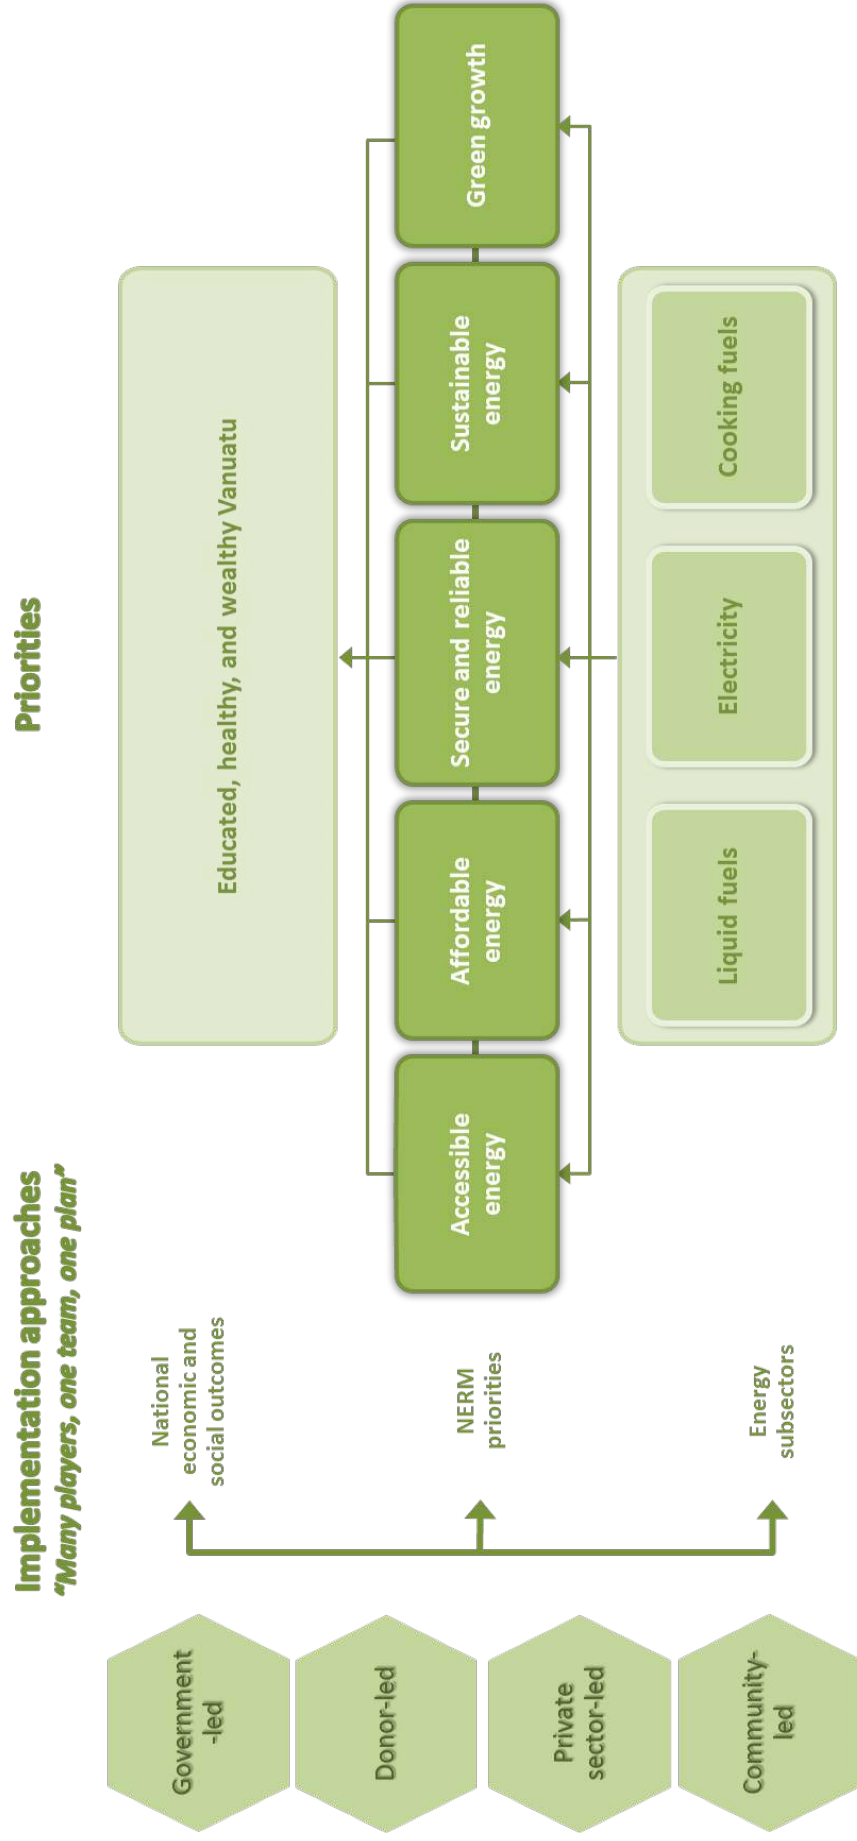 Implementation approaches
“Many players, one team, one plan”
Priorities
Government
-led
Donor-led
Private
sector-led
Community-
led
National
economic and
social outcomes
NERM
priorities
Energy
subsectors
Educated, healthy, and wealthy Vanuatu
Accessible
energy
Affordable
energy
Secure and reliable
energy
Sustainable
energy
Green growth
Liquid fuels
Electricity
Cooking fuels